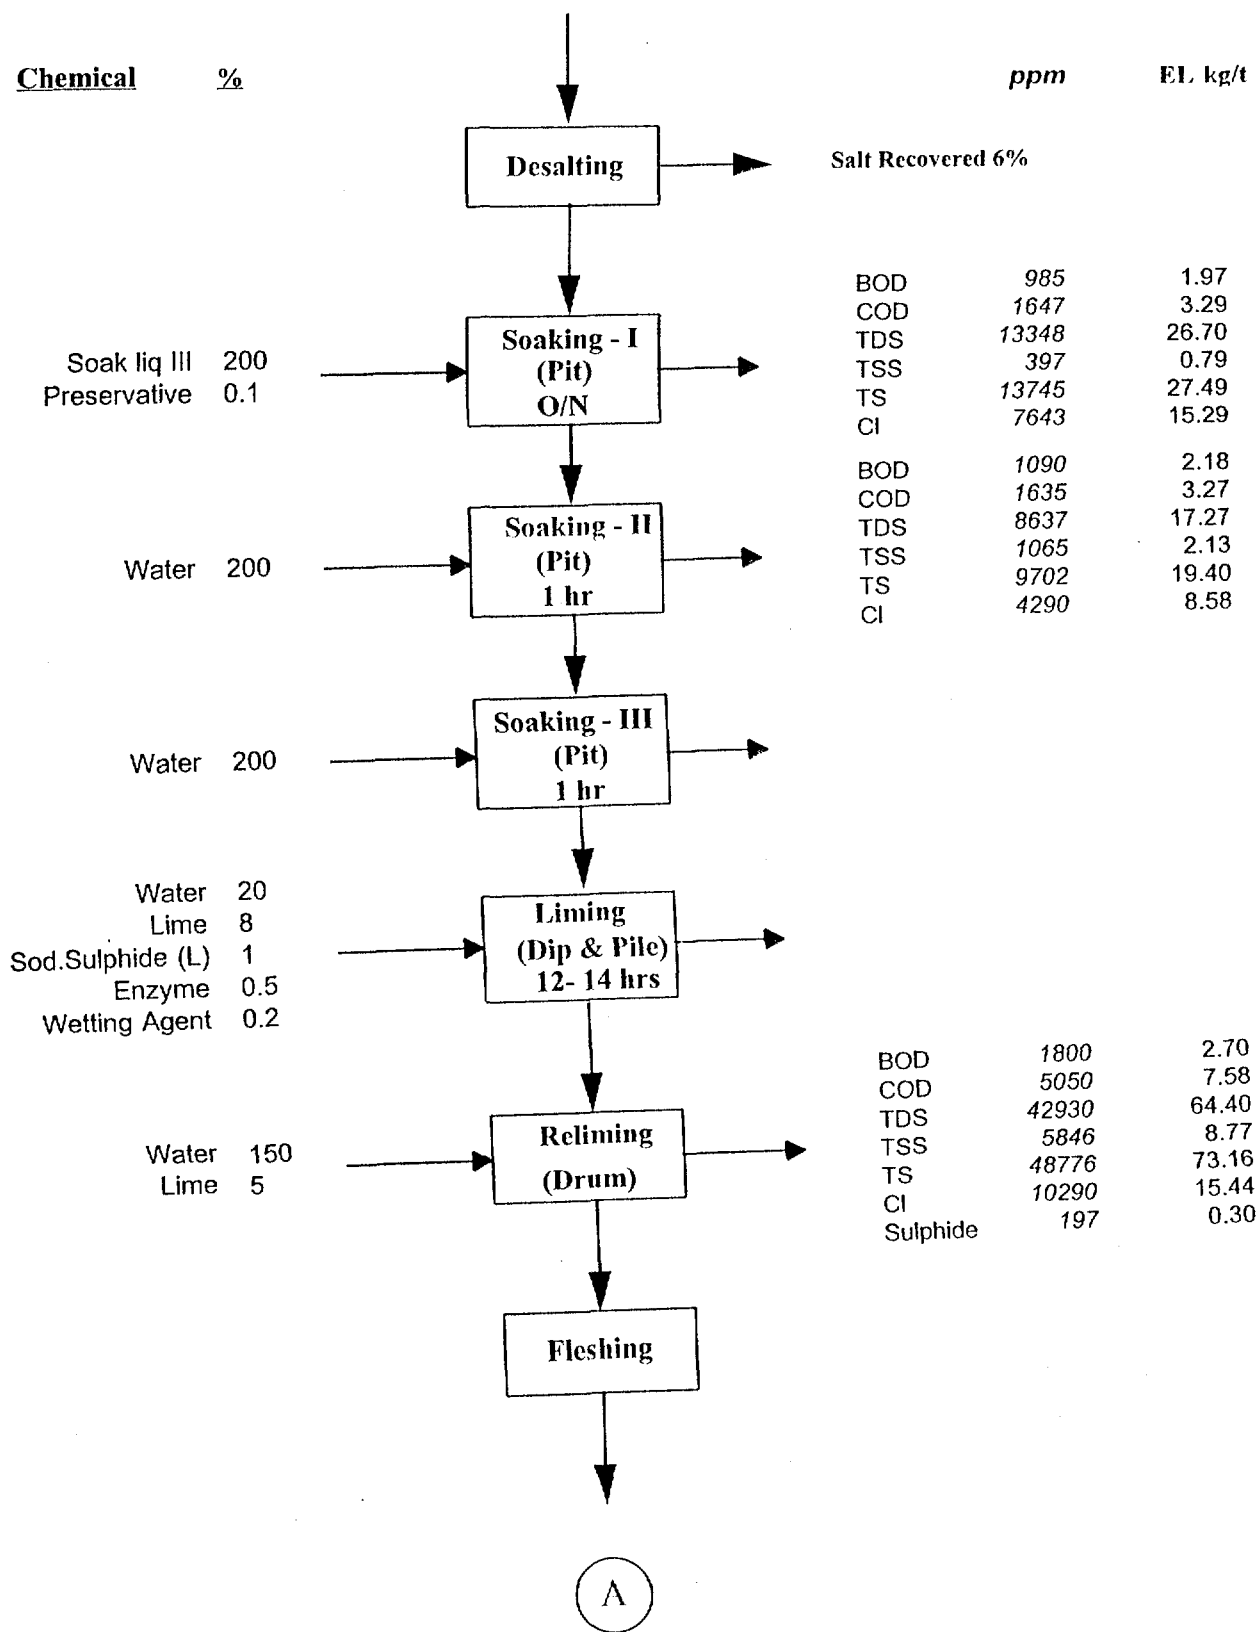 Chemical % ppm EL kg/t
Desalting Salt Recovered 6%
BOD 985 1.97
COD 1647 3.29
Soaking - I TDS 13348 26.70
Soak liq III 200 (Pit) TSS 397 0.79
Preservative 0.1 O/N TS 13745 27.49
Cl 7643 15.29
BOD 1090 2.18
COD 1635 3.27
Soaking - II TDS 8637 17.27
Water 200 (Pit) TSS 1065 2.13
1 hr TS 9702 19.40
Cl 4290 8.58
Soaking - III
Water 200 (Pit)
1 hr
Water 20
Lime 8 Liming
Sod.Sulphide (L) 1 (Dip & Pile)
Enzyme 0.5 12- 14 hrs
Wetting Agent 0.2
BOD 1800 2.70
COD 5050 7.58
TDS 42930 64.40
Water 150 Reliming TSS 5846 8.77
Lime 5 (Drum) TS 48776 73.16
Cl 10290 15.44
Sulphide 197 0.30
Fleshing
A